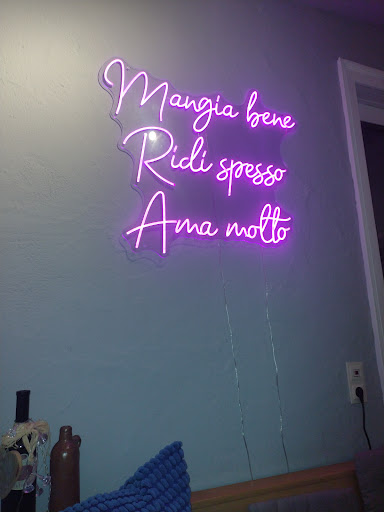 Mangia bene
Ridi spesso
Ama molto